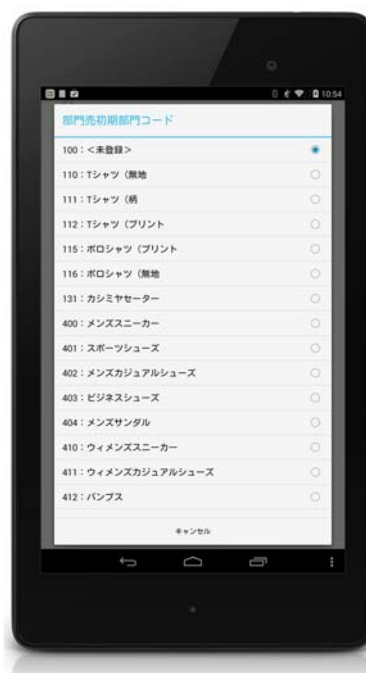 10:54
部門売初期部門コード
100：＜未登録＞
110：Tシャツ（無地
111：Tシャツ（柄
112：Tシャツ（プリント
115：ポロシャツ（プリント
116：ポロシャツ（無地
131：カシミヤセーター
400：メンズスニーカー
401：スポーツシューズ
402：メンズカジュアルシューズ
403：ビジネスシューズ
404：メンズサンダル
410：ウィメンズスニーカー
411：ウィメンズカジュアルシューズ
412：パンプス
キャンセル